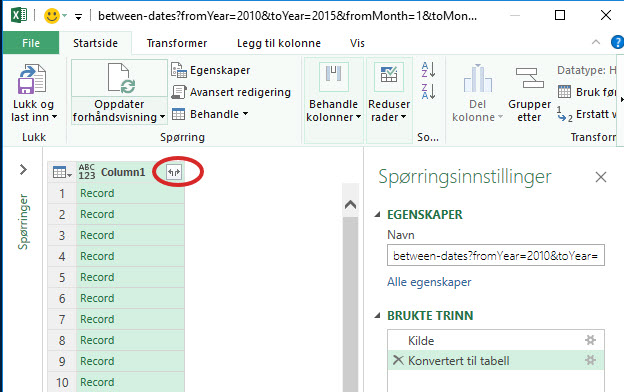 between-dates?fromYear=2010&toYear=2015&fromMonth=1&toMon...
File Startside Transformer Legg til kolonne Vis
Lukk og last inn
Oppdater forhåndsvisning
Egenskaper
Avansert redigering
Behandle
Behandle kolonner
Reduser rader
Del kolonne
Grupper etter
Datatype: H
Bruk før
Erstatt v
Lukk Spørring So... Transform
Spørringer
ABC 123 Column1
1 Record
2 Record
3 Record
4 Record
5 Record
6 Record
7 Record
8 Record
9 Record
10 Record
Spørringsinnstillinger
EGENSKAPER
Navn
between-dates?fromYear=2010&toYear=
Alle egenskaper
BRUKTE TRINN
Kilde
Konvertert til tabell